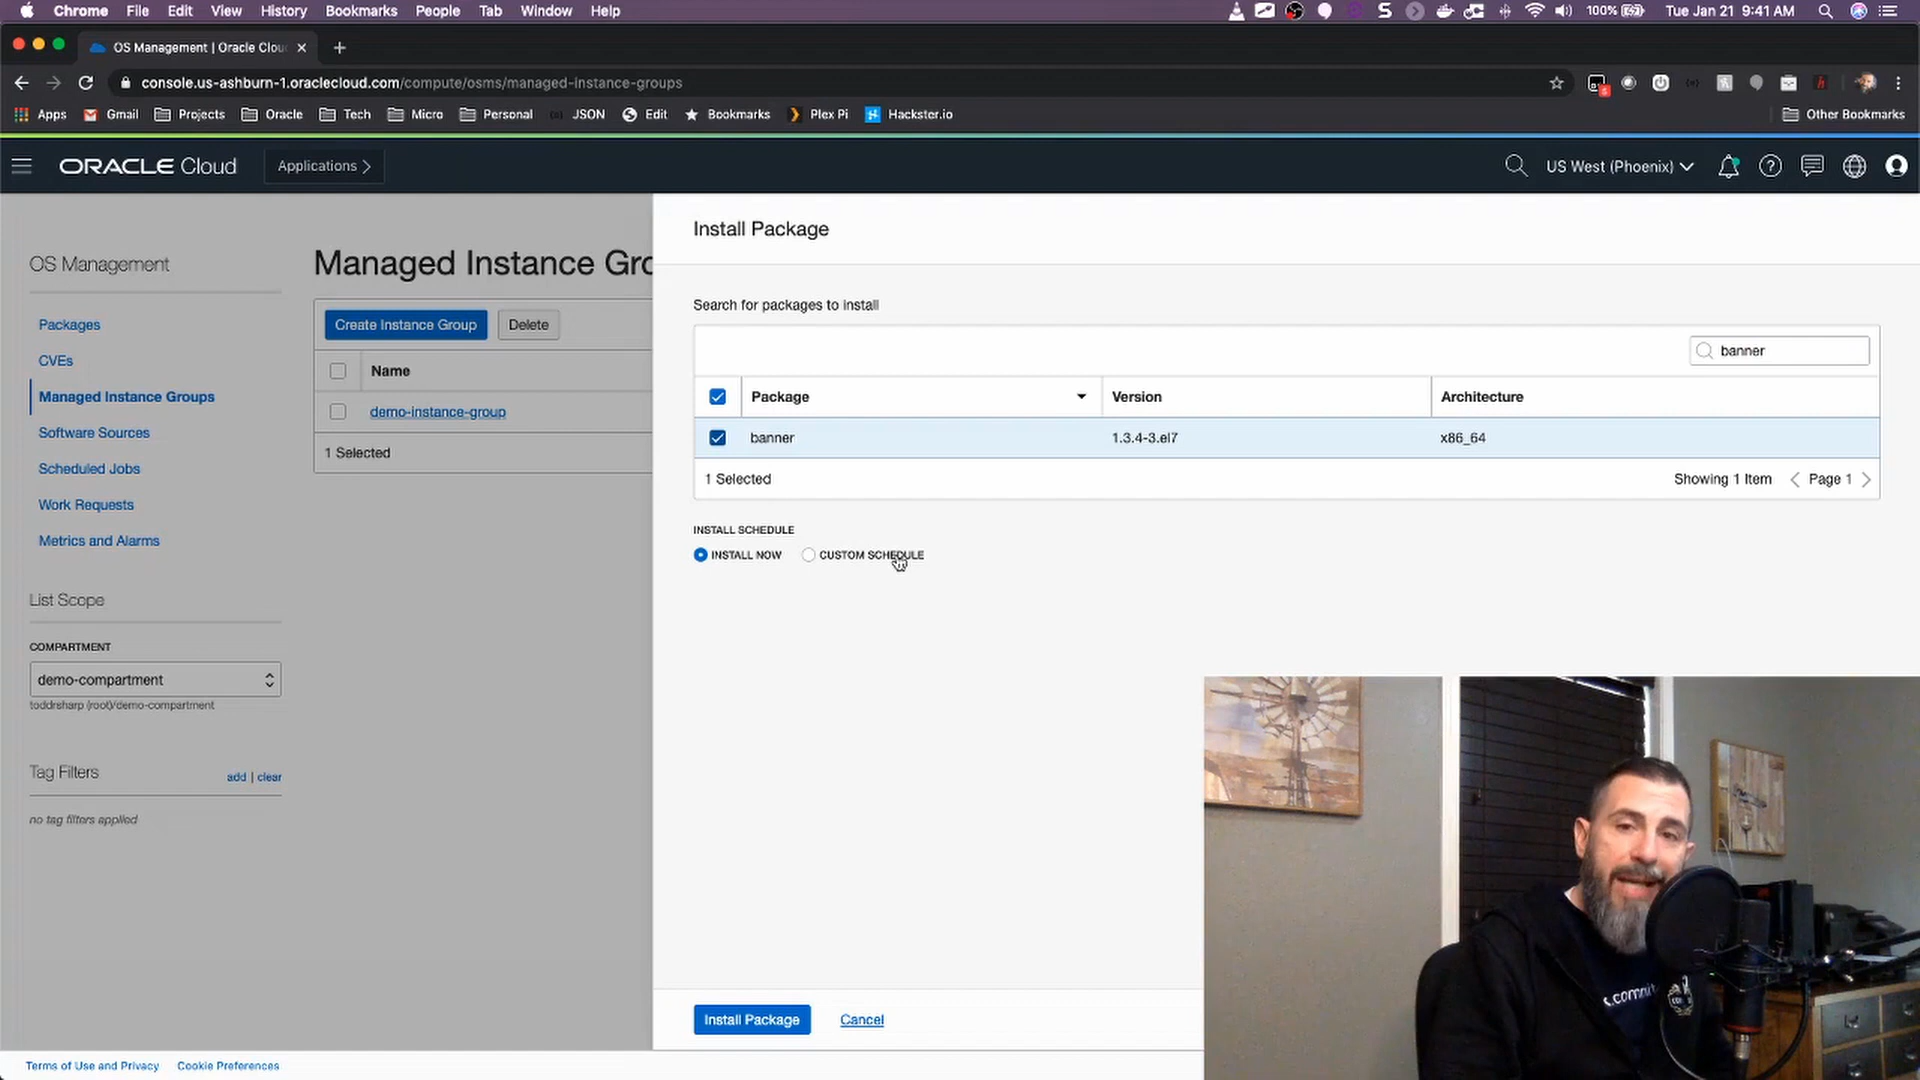 Chrome File Edit View History Bookmarks People Tab Window Help
100% Tue Jan 21 9:41 AM
OS Management | Oracle Clou
console.us-ashburn-1.oraclecloud.com/compute/osms/managed-instance-groups
Apps Gmail Projects Oracle Tech Micro Personal JSON Edit Bookmarks Plex Pi Hackster.io Other Bookmarks
ORACLE Cloud Applications US West (Phoenix)
OS Management
Packages
CVEs
Managed Instance Groups
Software Sources
Scheduled Jobs
Work Requests
Metrics and Alarms
List Scope
COMPARTMENT
demo-compartment
toddrsharp (root)/demo-compartment
Tag Filters add | clear
no tag filters applied
Managed Instance Gro
Create Instance Group Delete
Name
demo-instance-group
1 Selected
Install Package
Search for packages to install
banner
Package Version Architecture
banner 1.3.4-3.el7 x86_64
1 Selected Showing 1 Item Page 1
INSTALL SCHEDULE
INSTALL NOW CUSTOM SCHEDULE
Install Package Cancel
Terms of Use and Privacy Cookie Preferences